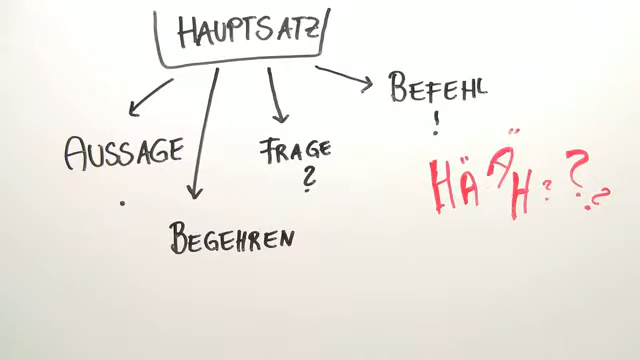 HAUPTSATZ
BEFEHL
!
AUSSAGE
.
FRAGE
?
BEGEHREN
HÄÄH???